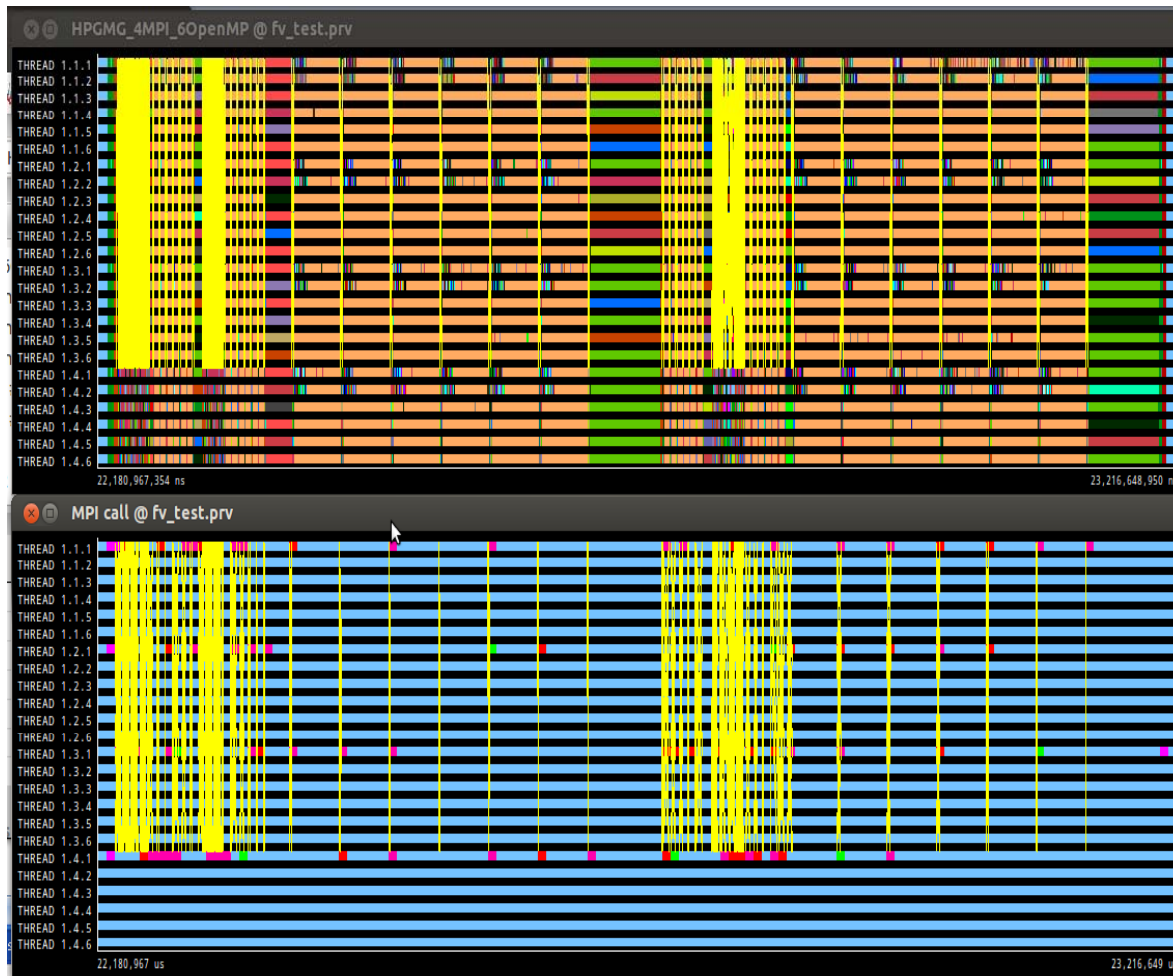 HPGMG_4MPI_6OpenMP @ fv_test.prv
THREAD 1.1.1
THREAD 1.1.2
THREAD 1.1.3
THREAD 1.1.4
THREAD 1.1.5
THREAD 1.1.6
THREAD 1.2.1
THREAD 1.2.2
THREAD 1.2.3
THREAD 1.2.4
THREAD 1.2.5
THREAD 1.2.6
THREAD 1.3.1
THREAD 1.3.2
THREAD 1.3.3
THREAD 1.3.4
THREAD 1.3.5
THREAD 1.3.6
THREAD 1.4.1
THREAD 1.4.2
THREAD 1.4.3
THREAD 1.4.4
THREAD 1.4.5
THREAD 1.4.6
22,180,967,354 ns 23,216,648,950 n
MPI call @ fv_test.prv
THREAD 1.1.1
THREAD 1.1.2
THREAD 1.1.3
THREAD 1.1.4
THREAD 1.1.5
THREAD 1.1.6
THREAD 1.2.1
THREAD 1.2.2
THREAD 1.2.3
THREAD 1.2.4
THREAD 1.2.5
THREAD 1.2.6
THREAD 1.3.1
THREAD 1.3.2
THREAD 1.3.3
THREAD 1.3.4
THREAD 1.3.5
THREAD 1.3.6
THREAD 1.4.1
THREAD 1.4.2
THREAD 1.4.3
THREAD 1.4.4
THREAD 1.4.5
THREAD 1.4.6
22,180,967 us 23,216,649 u